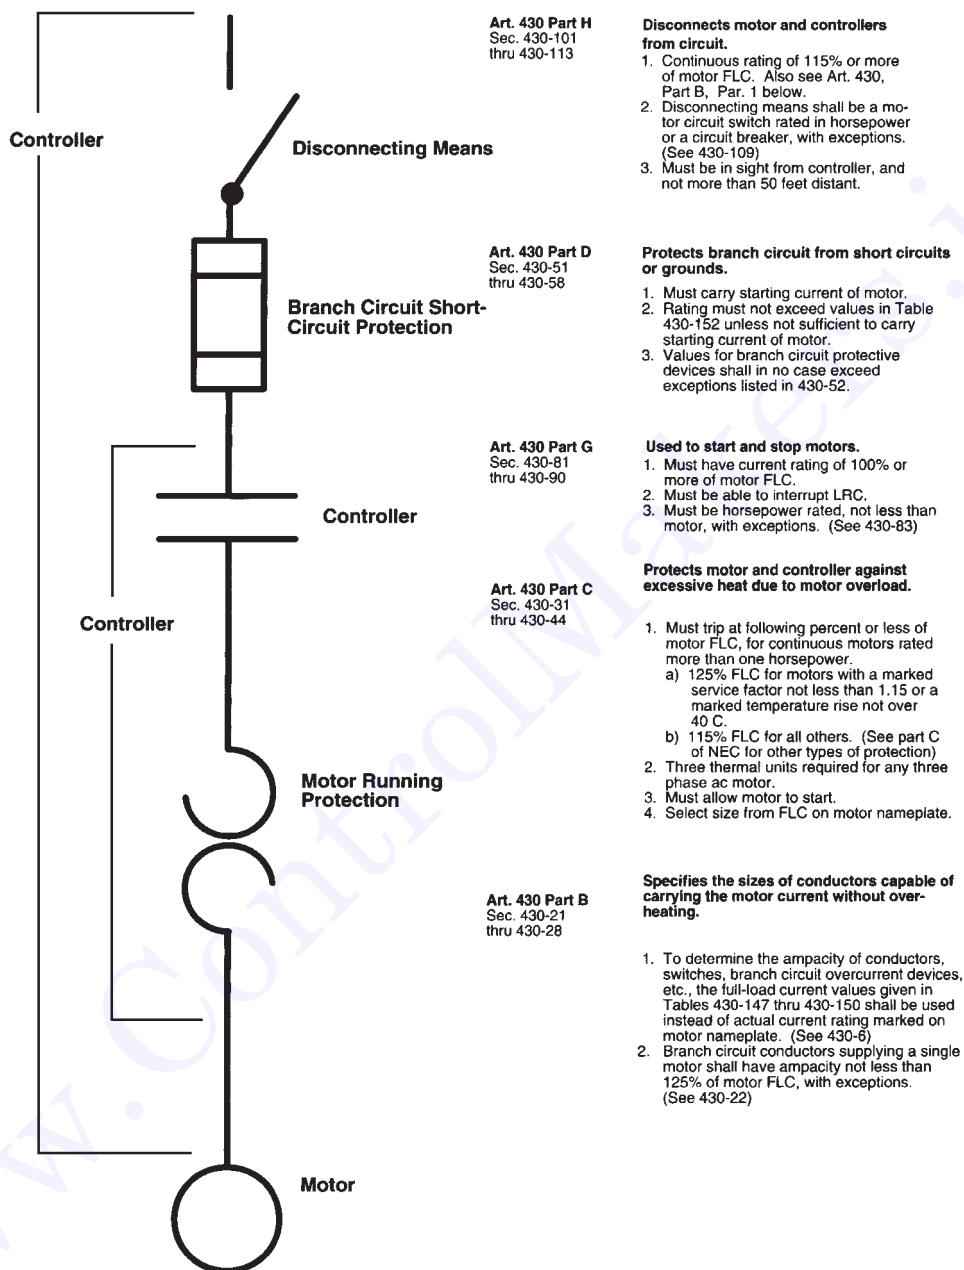 Art. 430 Part H
Sec. 430-101
thru 430-113
Disconnects motor and controllers
from circuit.
1. Continuous rating of 115% or more
of motor FLC. Also see Art. 430,
Part B, Par. 1 below.
2. Disconnecting means shall be a mo-
tor circuit switch rated in horsepower
or a circuit breaker, with exceptions.
(See 430-109)
3. Must be in sight from controller, and
not more than 50 feet distant.
Controller
Disconnecting Means
Art. 430 Part D
Sec. 430-51
thru 430-58
Protects branch circuit from short circuits
or grounds.
1. Must carry starting current of motor.
2. Rating must not exceed values in Table
430-152 unless not sufficient to carry
starting current of motor.
3. Values for branch circuit protective
devices shall in no case exceed
exceptions listed in 430-52.
Branch Circuit Short-
Circuit Protection
Art. 430 Part G
Sec. 430-81
thru 430-90
Used to start and stop motors.
1. Must have current rating of 100% or
more of motor FLC.
2. Must be able to interrupt LRC.
3. Must be horsepower rated, not less than
motor, with exceptions. (See 430-83)
Controller
Art. 430 Part C
Sec. 430-31
thru 430-44
Protects motor and controller against
excessive heat due to motor overload.
1. Must trip at following percent or less of
motor FLC, for continuous motors rated
more than one horsepower.
a) 125% FLC for motors with a marked
service factor not less than 1.15 or a
marked temperature rise not over
40 C.
b) 115% FLC for all others. (See part C
of NEC for other types of protection)
2. Three thermal units required for any three
phase ac motor.
3. Must allow motor to start.
4. Select size from FLC on motor nameplate.
Controller
Motor Running
Protection
Art. 430 Part B
Sec. 430-21
thru 430-28
Specifies the sizes of conductors capable of
carrying the motor current without over-
heating.
1. To determine the ampacity of conductors,
switches, branch circuit overcurrent devices,
etc., the full-load current values given in
Tables 430-147 thru 430-150 shall be used
instead of actual current rating marked on
motor nameplate. (See 430-6)
2. Branch circuit conductors supplying a single
motor shall have ampacity not less than
125% of motor FLC, with exceptions.
(See 430-22)
Motor